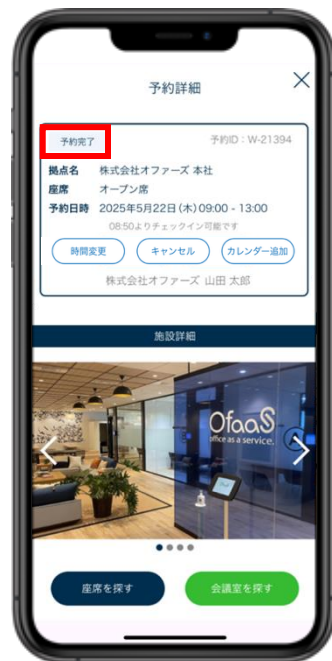 予約詳細
予約完了 予約ID：W-21394
拠点名 株式会社オファーズ 本社
座席 オープン席
予約日時 2025年5月22日（木）09:00 - 13:00
08:50よりチェックイン可能です
時間変更 キャンセル カレンダー追加
株式会社オファーズ 山田 太郎
施設詳細
OfaaS
office as a service.
座席を探す 会議室を探す